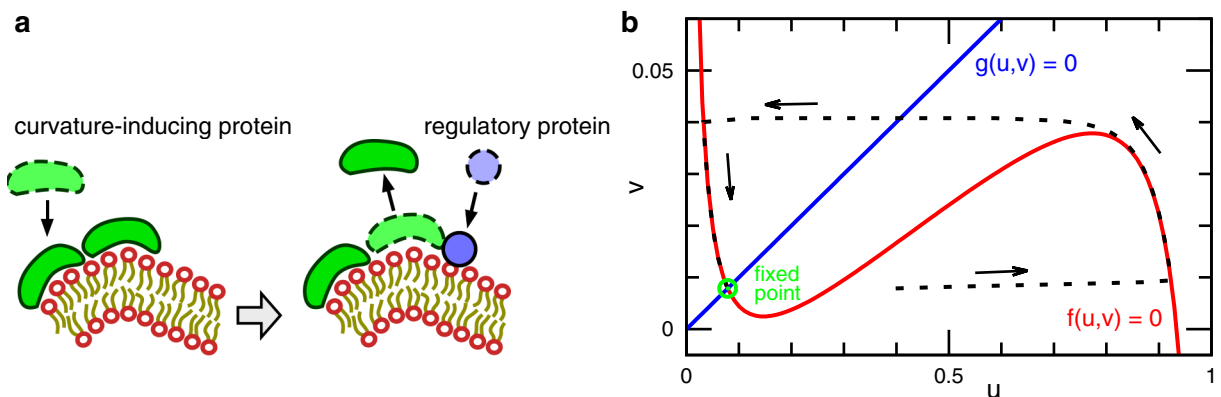 a
curvature-inducing protein
regulatory protein
b
g(u,v) = 0
0.05
v
fixed
point
f(u,v) = 0
0
0
0.5
1
u